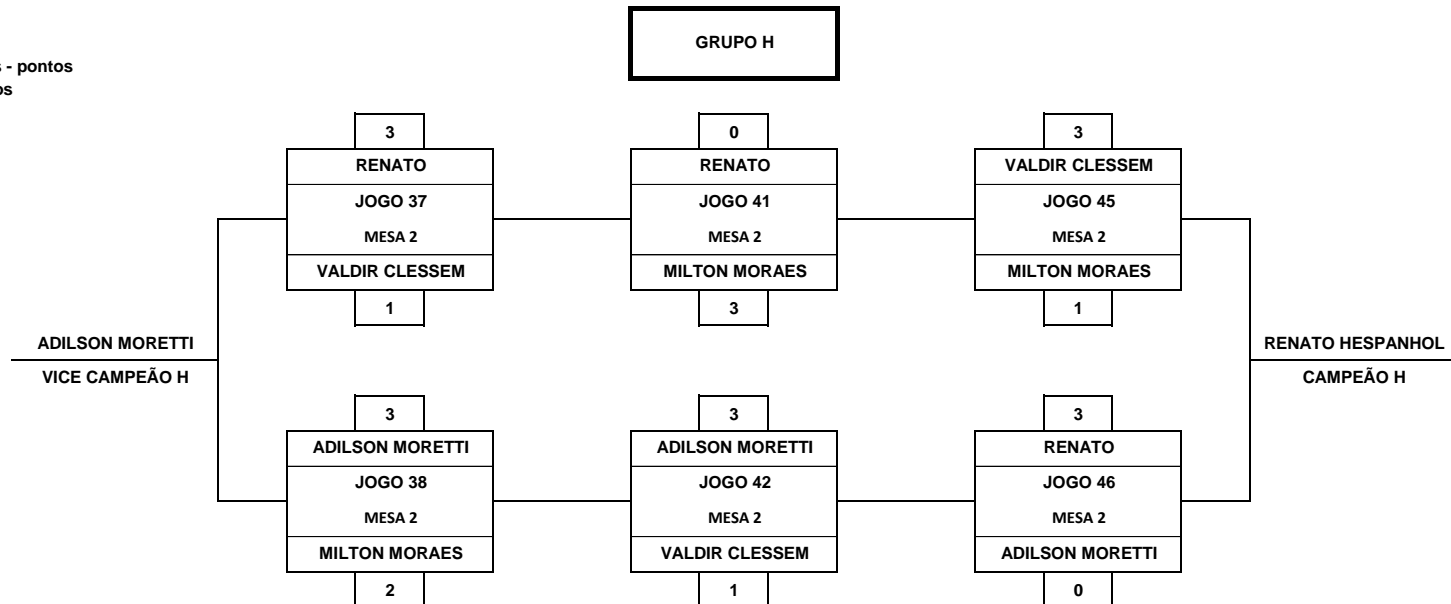 GRUPO H
- pontos
3
RENATO
JOGO 37
MESA 2
VALDIR CLESSEM
1
0
RENATO
JOGO 41
MESA 2
MILTON MORAES
3
3
VALDIR CLESSEM
JOGO 45
MESA 2
MILTON MORAES
1
ADILSON MORETTI
VICE CAMPEÃO H
RENATO HESPANHOL
CAMPEÃO H
3
ADILSON MORETTI
JOGO 38
MESA 2
MILTON MORAES
2
3
ADILSON MORETTI
JOGO 42
MESA 2
VALDIR CLESSEM
1
3
RENATO
JOGO 46
MESA 2
ADILSON MORETTI
0